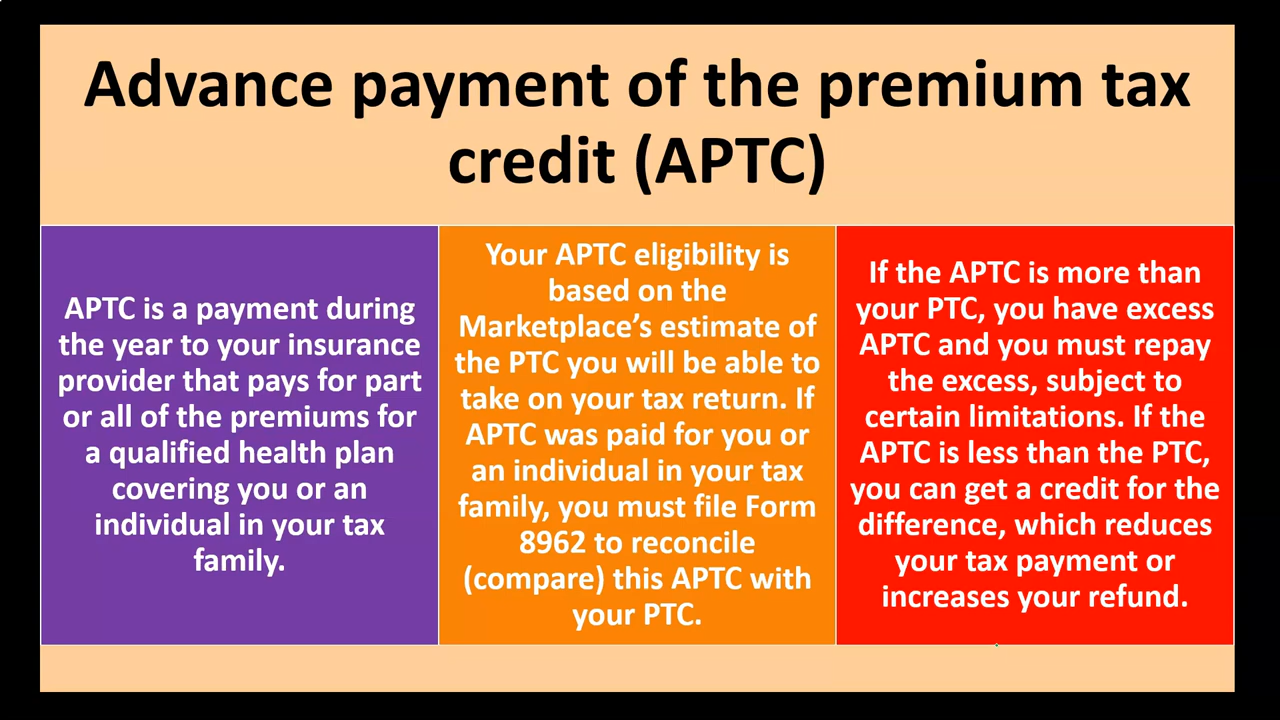 Advance payment of the premium tax
credit (APTC)
APTC is a payment during
the year to your insurance
provider that pays for part
or all of the premiums for
a qualified health plan
covering you or an
individual in your tax
family.
Your APTC eligibility is
based on the
Marketplace’s estimate of
the PTC you will be able to
take on your tax return. If
APTC was paid for you or
an individual in your tax
family, you must file Form
8962 to reconcile
(compare) this APTC with
your PTC.
If the APTC is more than
your PTC, you have excess
APTC and you must repay
the excess, subject to
certain limitations. If the
APTC is less than the PTC,
you can get a credit for the
difference, which reduces
your tax payment or
increases your refund.